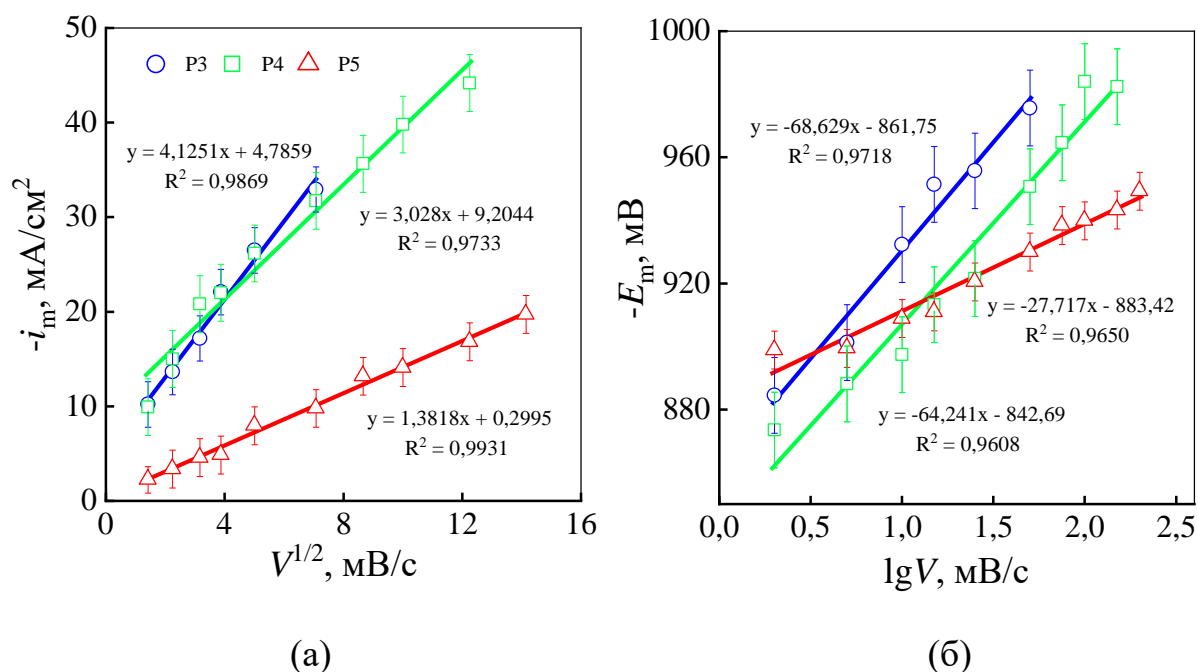 50
40
30
20
10
0
-iₘ, мА/см²
P3 P4 P5
y = 4,1251x + 4,7859
R² = 0,9869
y = 3,028x + 9,2044
R² = 0,9733
y = 1,3818x + 0,2995
R² = 0,9931
0 4 8 12 16
V^1/2, мВ/с
(а)
1000
960
920
880
-Eₘ, мВ
y = -68,629x - 861,75
R² = 0,9718
y = -27,717x - 883,42
R² = 0,9650
y = -64,241x - 842,69
R² = 0,9608
0,0 0,5 1,0 1,5 2,0 2,5
lgV, мВ/с
(б)